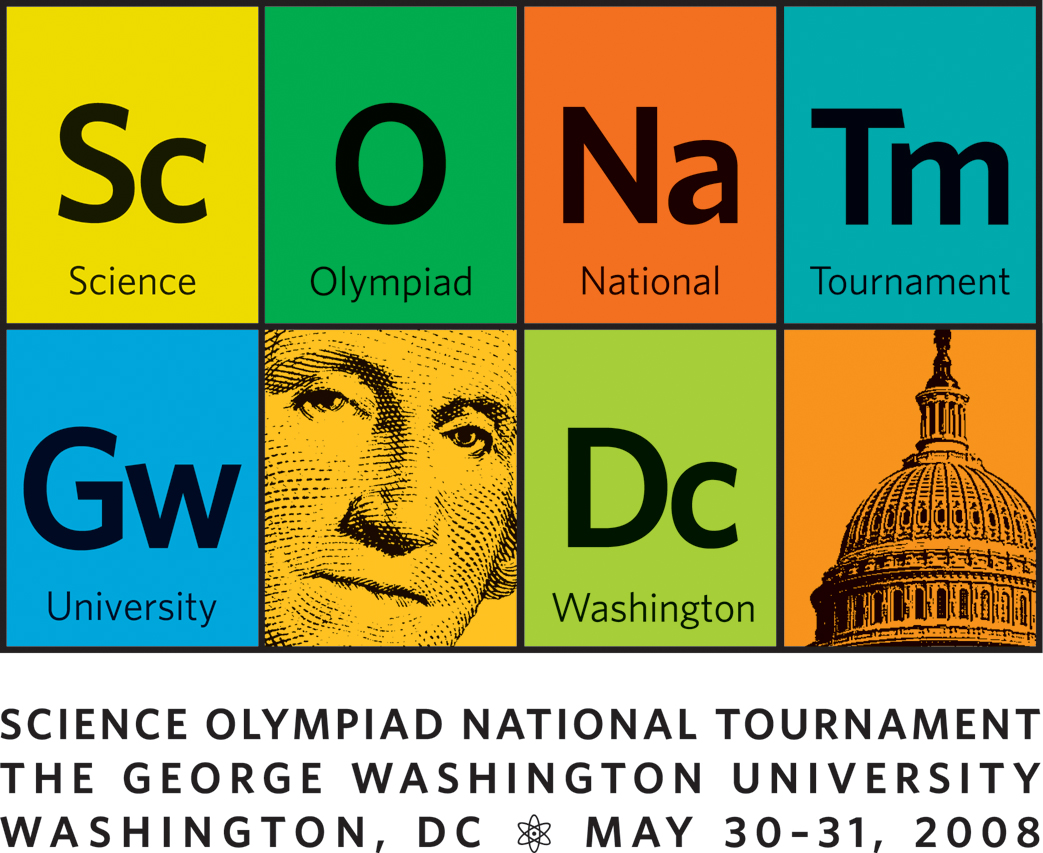 Sc O Na Tm
Science Olympiad National Tournament
Gw Dc
University Washington
SCIENCE OLYMPIAD NATIONAL TOURNAMENT
THE GEORGE WASHINGTON UNIVERSITY
WASHINGTON, DC MAY 30-31, 2008